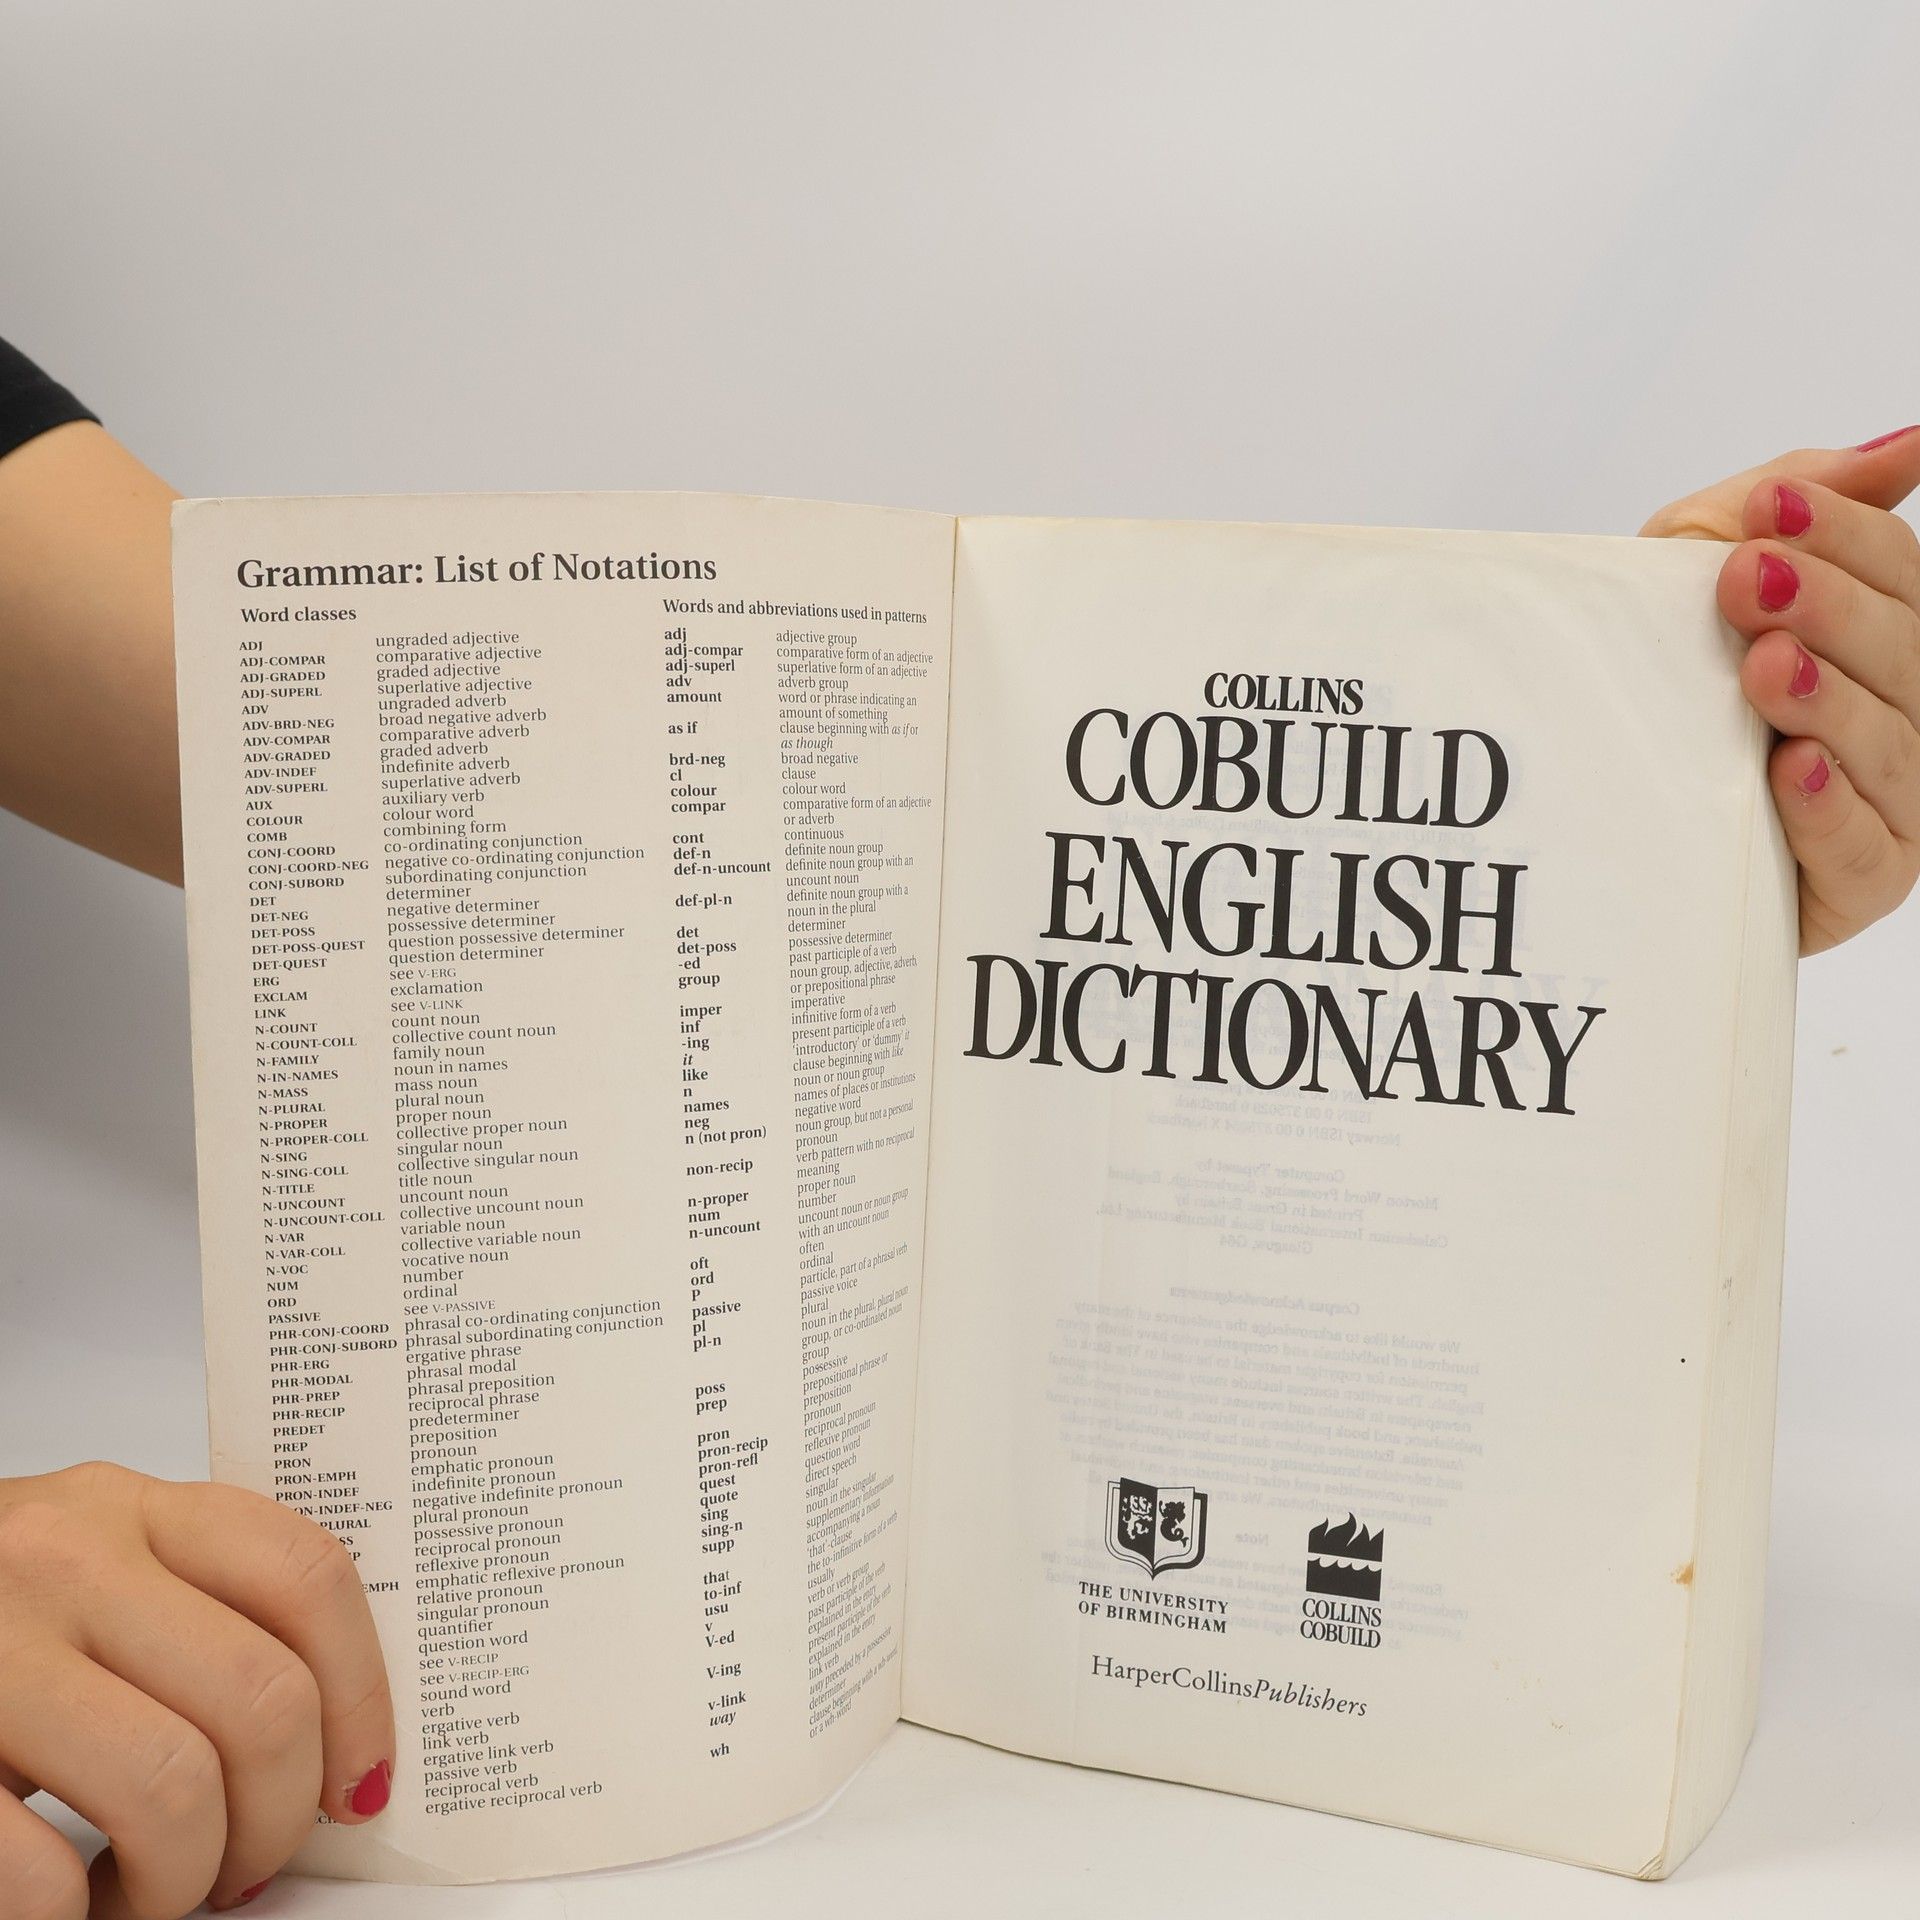 Grammar: List of Notations
Word classes
ADJ ungraded adjective
ADJ-COMPAR comparative adjective
ADJ-GRADED graded adjective
ADJ-SUPERL superlative adjective
ADV ungraded adverb
ADV-BRD-NEG broad negative adverb
ADV-COMPAR comparative adverb
ADV-GRADED graded adverb
ADV-INDEF indefinite adverb
ADV-SUPERL superlative adverb
AUX auxiliary verb
COLOUR colour word
COMB combining form
CONJ-COORD co-ordinating conjunction
CONJ-COORD-NEG negative co-ordinating conjunction
CONJ-SUBORD subordinating conjunction
DET determiner
DET-NEG negative determiner
DET-POSS possessive determiner
DET-POSS-QUEST question possessive determiner
DET-QUEST question determiner
ERG see V-ERG
EXCLAM exclamation
LINK see V-LINK
N-COUNT count noun
N-COUNT-COLL collective count noun
N-FAMILY family noun
N-IN-NAMES noun in names
N-MASS mass noun
N-PLURAL plural noun
N-PROPER proper noun
N-PROPER-COLL collective proper noun
N-SING singular noun
N-SING-COLL collective singular noun
N-TITLE title noun
N-UNCOUNT uncount noun
N-UNCOUNT-COLL collective uncount noun
N-VAR variable noun
N-VAR-COLL collective variable noun
N-VOC vocative noun
NUM number
ORD ordinal
PASSIVE see V-PASSIVE
PHR-CONJ-COORD phrasal co-ordinating conjunction
PHR-CONJ-SUBORD phrasal subordinating conjunction
PHR-ERG ergative phrase
PHR-MODAL phrasal modal
PHR-PREP phrasal preposition
PHR-RECIP reciprocal phrase
PREDET predeterminer
PREP preposition
PRON pronoun
PRON-EMPH emphatic pronoun
PRON-INDEF indefinite pronoun
ON-INDEF-NEG negative indefinite pronoun
PLURAL plural pronoun
SS possessive pronoun
reciprocal pronoun
reflexive pronoun
EMPH emphatic reflexive pronoun
relative pronoun
singular pronoun
quantifier
question word
see V-RECIP
see V-RECIP-ERG
sound word
verb
ergative verb
link verb
ergative link verb
passive verb
reciprocal verb
ergative reciprocal verb
Words and abbreviations used in patterns
adj adjective group
adj-compar comparative form of an adjective
adj-superl superlative form of an adjective
adv adverb group
amount word or phrase indicating an
amount of something
as if clause beginning with as if or
as though
brd-neg broad negative
cl clause
colour colour word
compar comparative form of an adjective
or adverb
cont continuous
def-n definite noun group
def-n-uncount definite noun group with an
uncount noun
def-pl-n definite noun group with a
noun in the plural
det determiner
det-poss possessive determiner
-ed past participle of a verb
group noun group, adjective, adverb,
or prepositional phrase
imper imperative
inf infinitive form of a verb
-ing present participle of a verb
it 'introductory' or 'dummy' it
like clause beginning with like
n noun or noun group
names names of places or institutions
neg negative word
n (not pron) noun group, but not a personal
pronoun
non-recip verb pattern with no reciprocal
meaning
n-proper proper noun
num number
n-uncount uncount noun or noun group
with an uncount noun
oft often
ord ordinal
P particle, part of a phrasal verb
passive passive voice
pl plural
pl-n noun in the plural, plural noun
group, or co-ordinated noun
group
poss possessive
prep prepositional phrase or
preposition
pron pronoun
pron-recip reciprocal pronoun
pron-refl reflexive pronoun
quest question word
quote direct speech
sing singular
sing-n noun in the singular
supp supplementary information
accompanying a noun
that 'that'-clause
to-inf the to-infinitive form of a verb
usu usually
v verb or verb group
V-ed past participle of the verb
explained in the entry
V-ing present participle of the verb
explained in the entry
v-link link verb
way way preceded by a possessive
determiner
wh clause beginning with a wh-word
or a wh-word
COLLINS
COBUILD
ENGLISH
DICTIONARY
THE UNIVERSITY
OF BIRMINGHAM
COLLINS
COBUILD
HarperCollinsPublishers